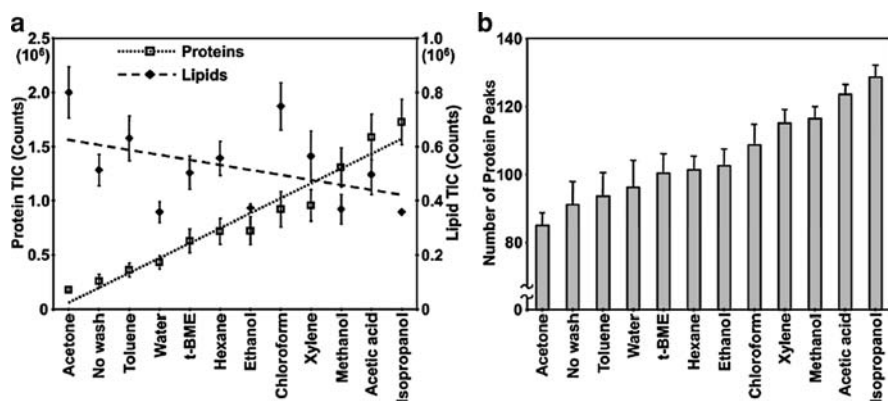 a
2.5
(10⁶)
2.0
1.5
1.0
0.5
0
Protein TIC (Counts)
Proteins
Lipids
1.0
(10⁶)
0.8
0.6
0.4
0.2
0
Lipid TIC (Counts)
Acetone
No wash
Toluene
Water
t-BME
Hexane
Ethanol
Chloroform
Xylene
Methanol
Acetic acid
Isopropanol
b
140
120
100
80
0
Number of Protein Peaks
Acetone
No wash
Toluene
Water
t-BME
Hexane
Ethanol
Chloroform
Xylene
Methanol
Acetic acid
Isopropanol